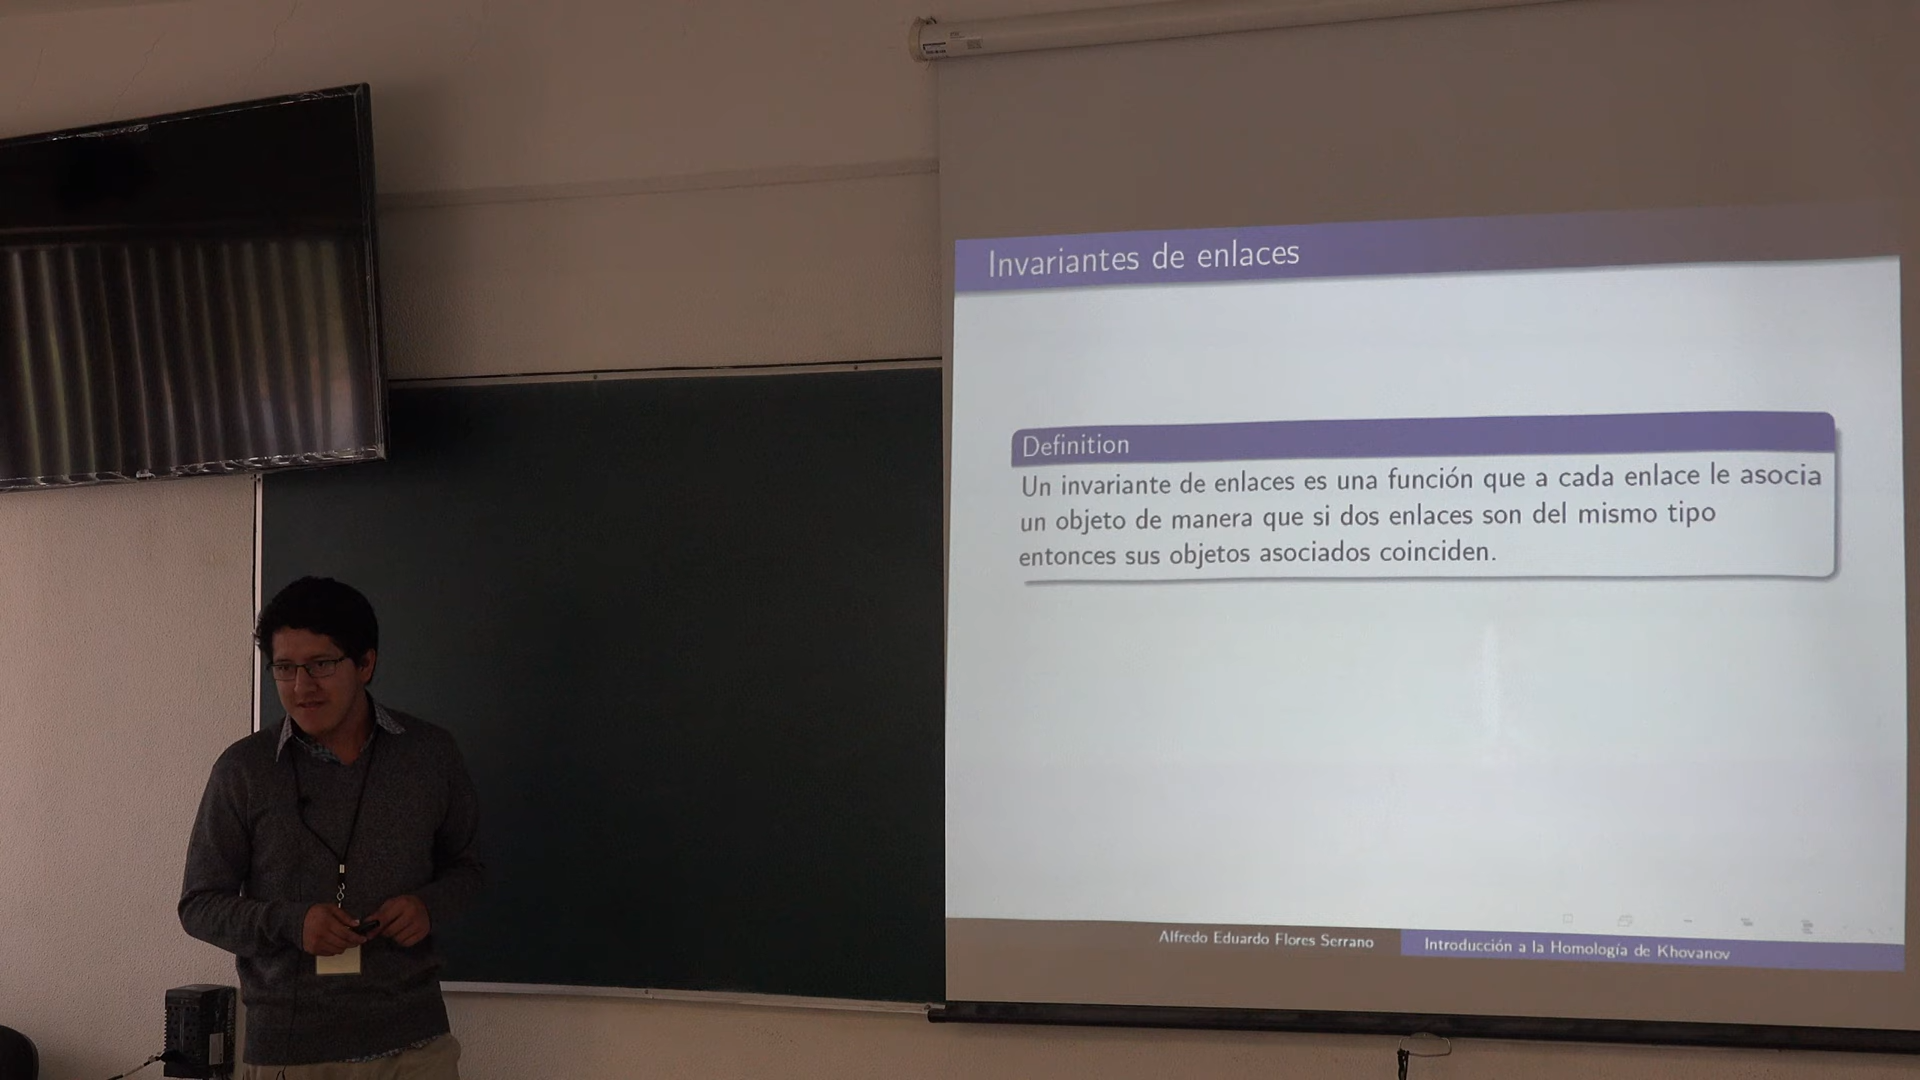 Invariantes de enlaces
Definition
Un invariante de enlaces es una función que a cada enlace le asocia
un objeto de manera que si dos enlaces son del mismo tipo
entonces sus objetos asociados coinciden.
Alfredo Eduardo Flores Serrano
Introducción a la Homología de Khovanov